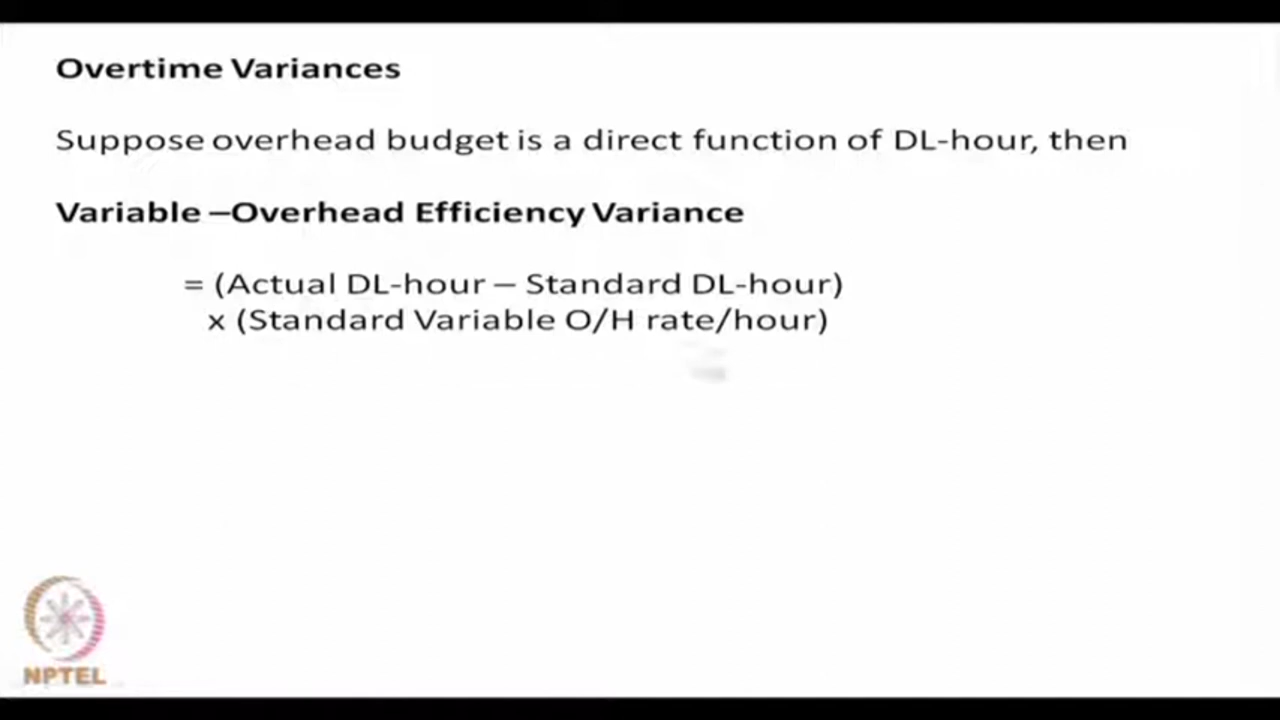 Overtime Variances
Suppose overhead budget is a direct function of DL-hour, then
Variable –Overhead Efficiency Variance
= (Actual DL-hour – Standard DL-hour)
x (Standard Variable O/H rate/hour)
NPTEL